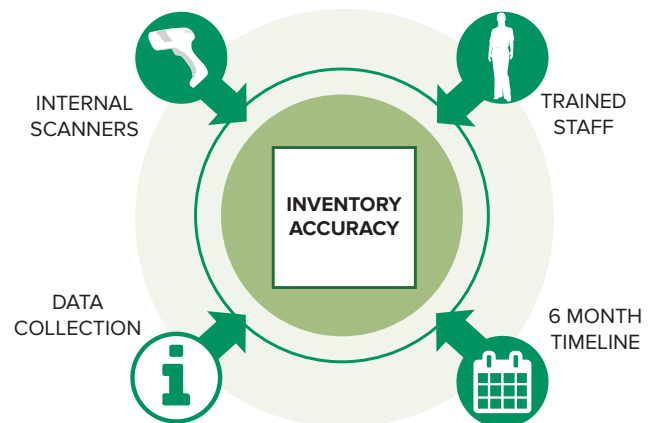 INTERNAL
SCANNERS
TRAINED
STAFF
INVENTORY
ACCURACY
DATA
COLLECTION
6 MONTH
TIMELINE